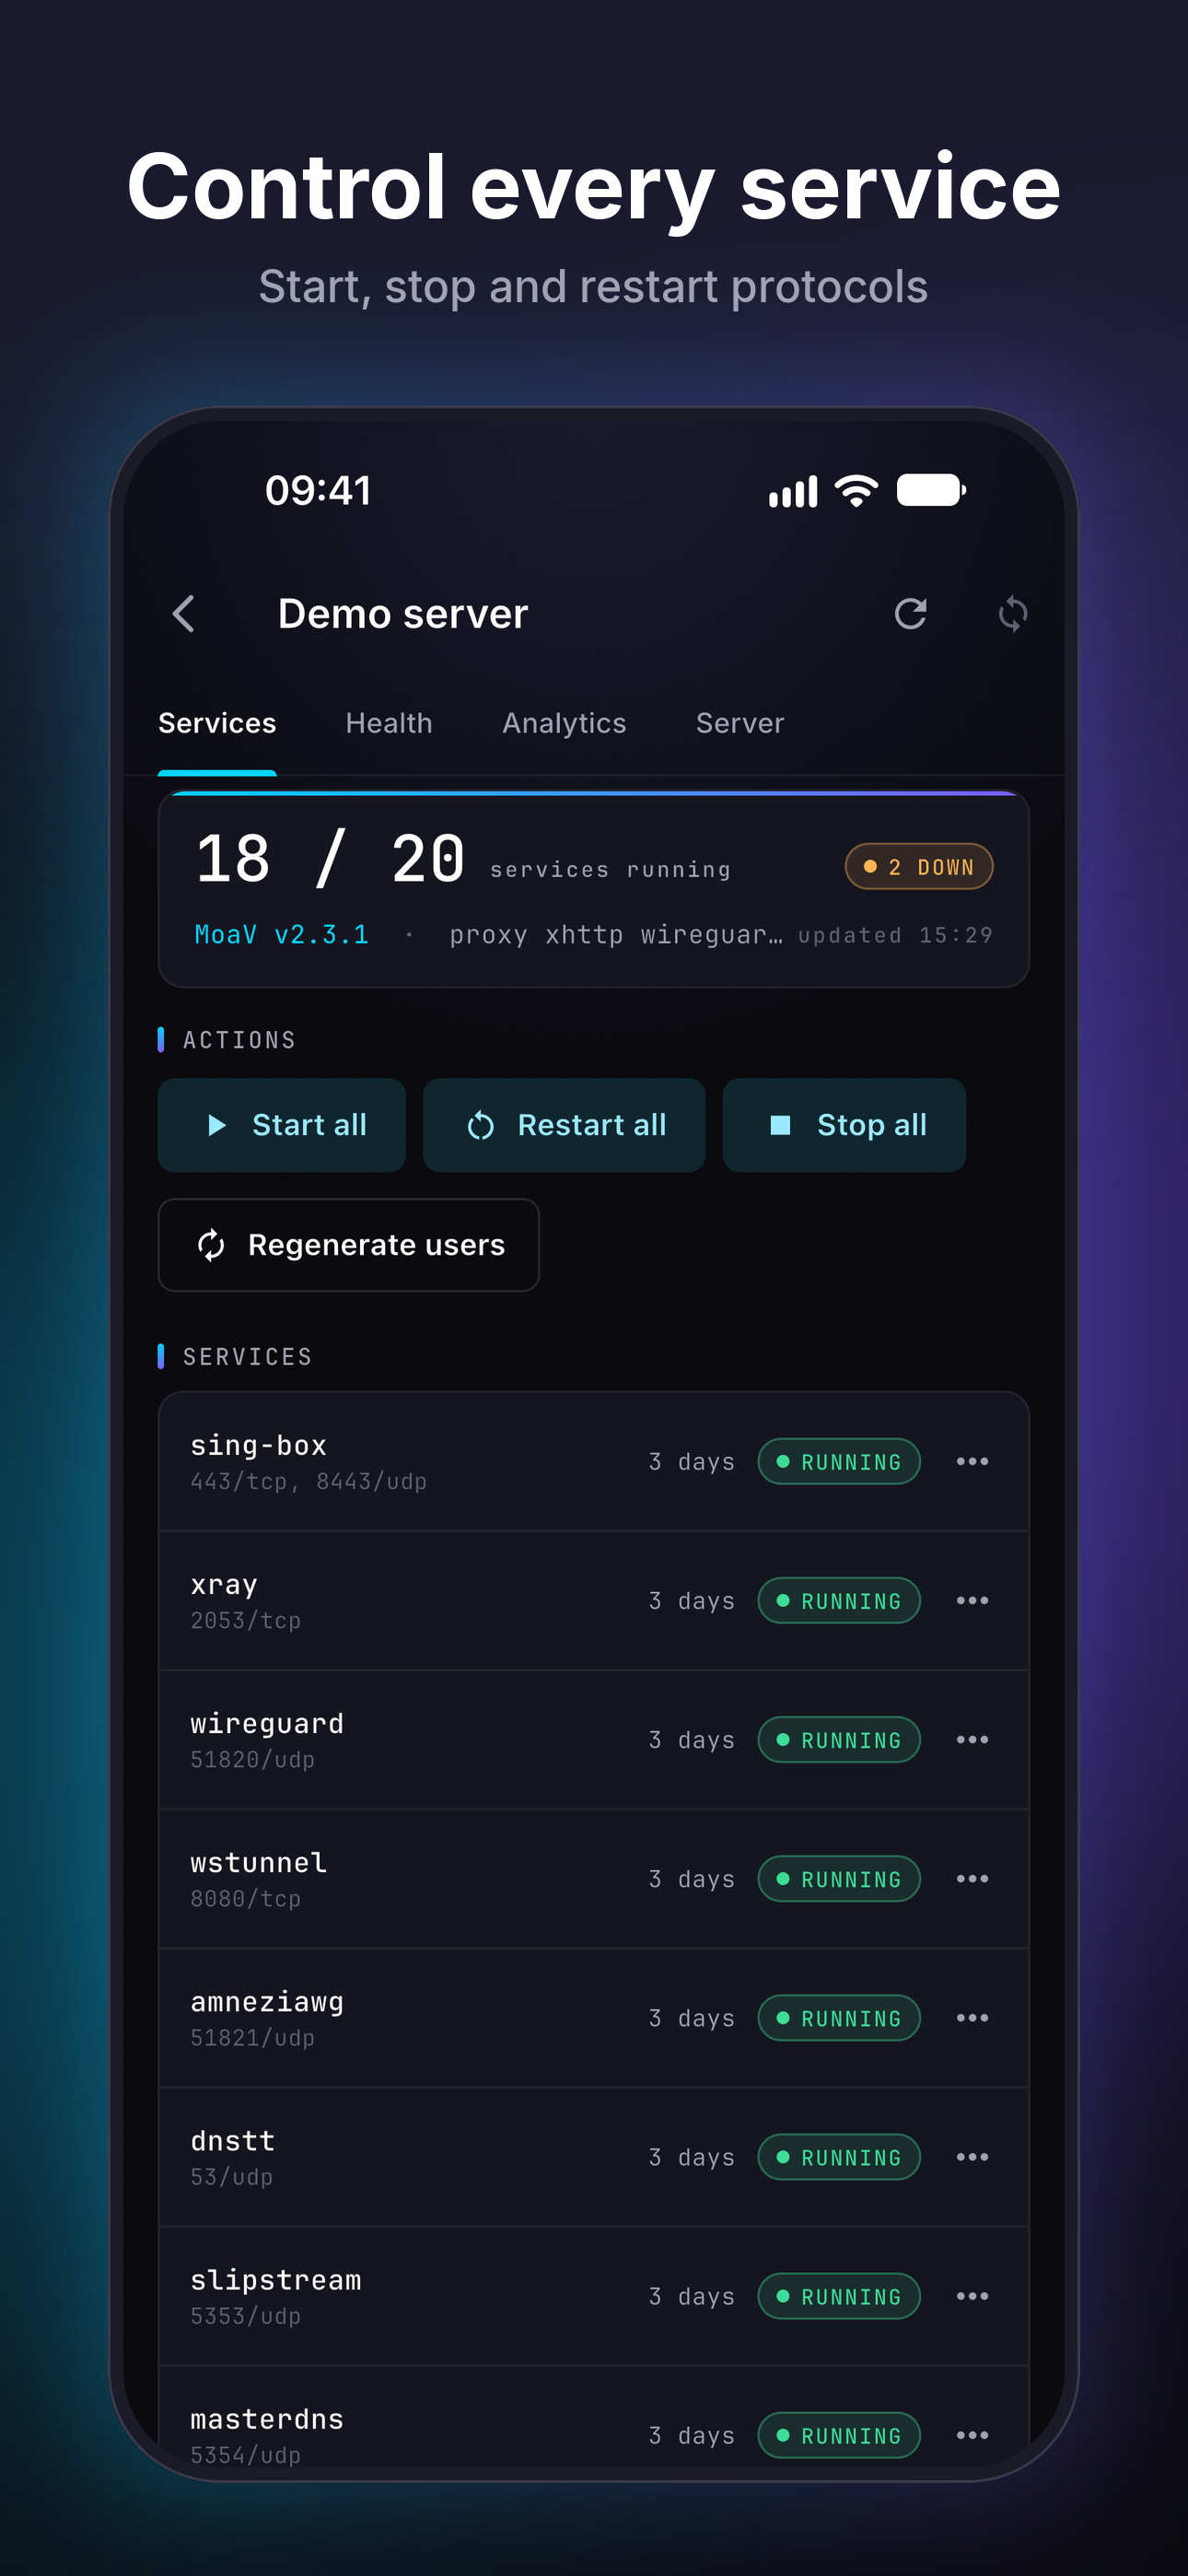 Control every service
Start, stop and restart protocols
09:41
Demo server
Services Health Analytics Server
18 / 20 services running 2 DOWN
MoaV v2.3.1 · proxy xhttp wireguar… updated 15:29
ACTIONS
Start all Restart all Stop all
Regenerate users
SERVICES
sing-box
443/tcp, 8443/udp
3 days RUNNING
xray
2053/tcp
3 days RUNNING
wireguard
51820/udp
3 days RUNNING
wstunnel
8080/tcp
3 days RUNNING
amneziawg
51821/udp
3 days RUNNING
dnstt
53/udp
3 days RUNNING
slipstream
5353/udp
3 days RUNNING
masterdns
5354/udp
3 days RUNNING